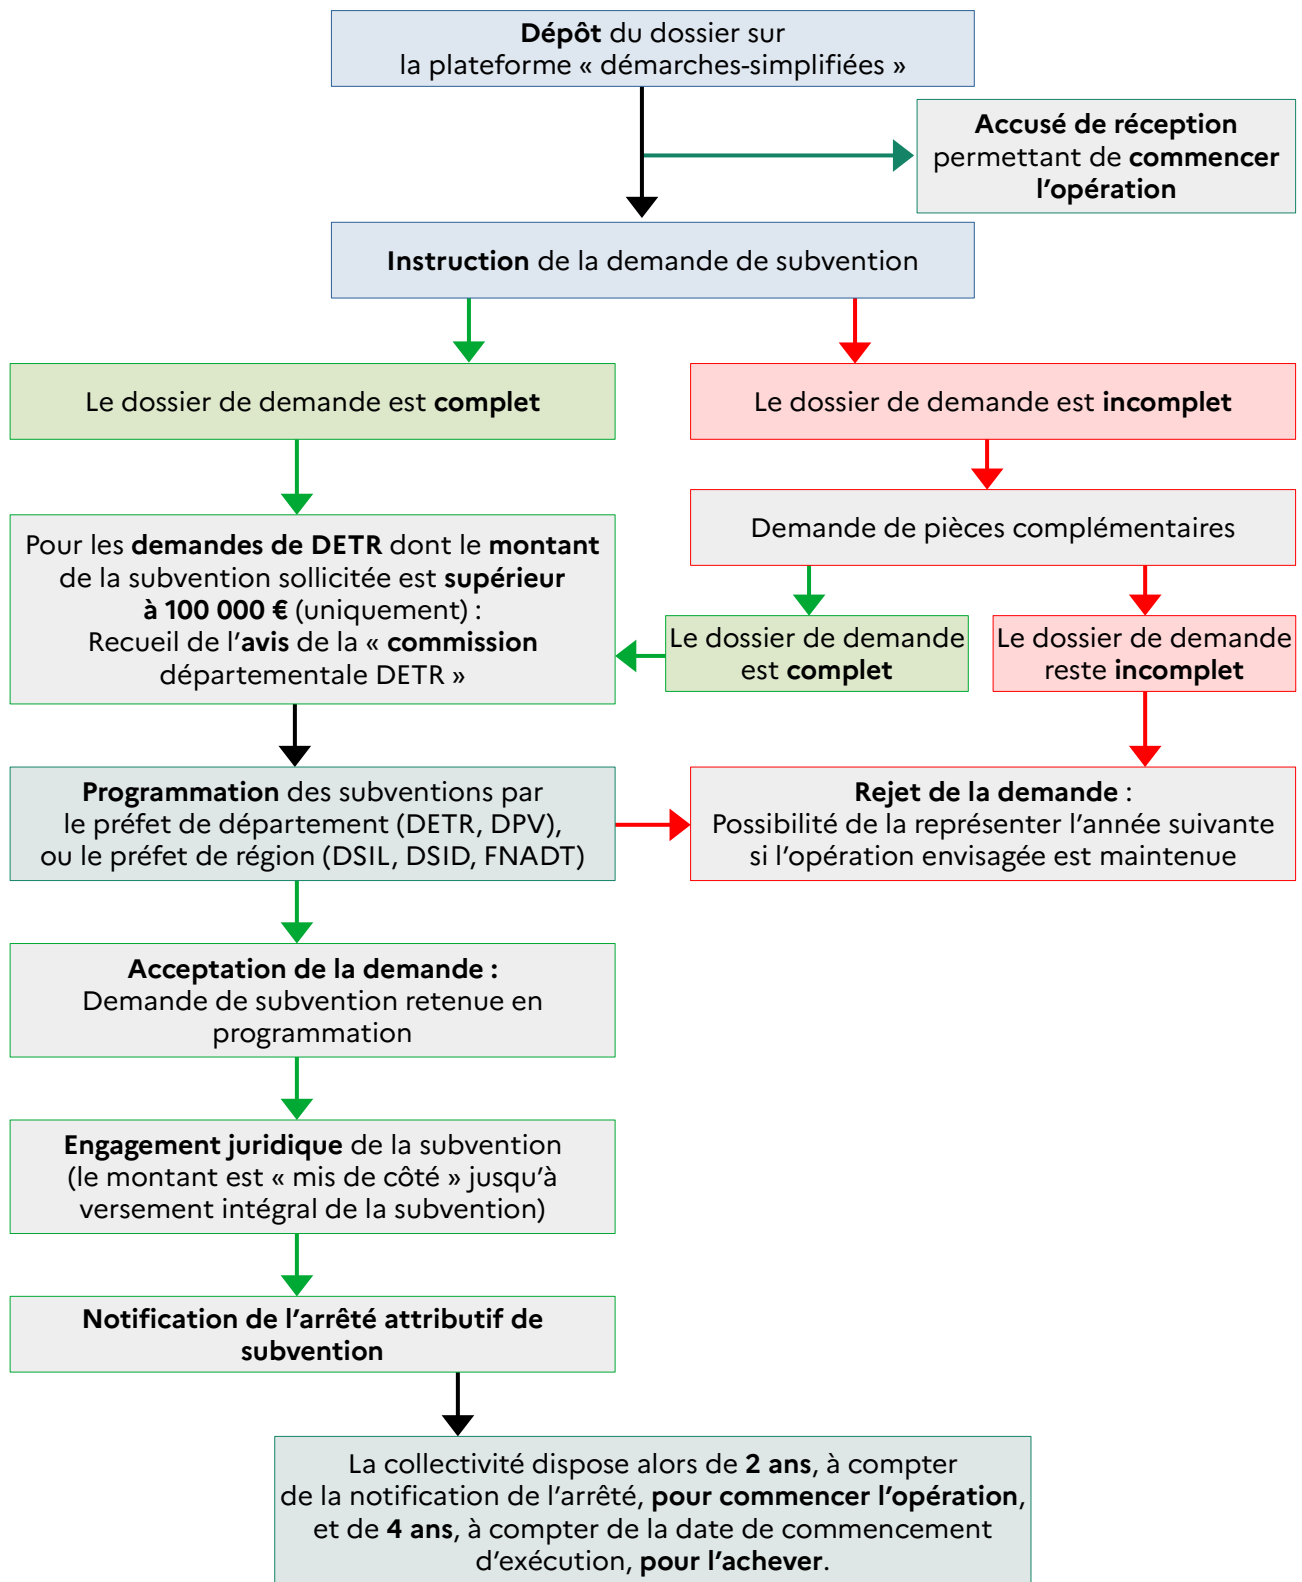 Dépôt du dossier sur
la plateforme « démarches-simplifiées »
Accusé de réception
permettant de commencer
l’opération
Instruction de la demande de subvention
Le dossier de demande est complet
Le dossier de demande est incomplet
Demande de pièces complémentaires
Pour les demandes de DETR dont le montant
de la subvention sollicitée est supérieur
à 100 000 € (uniquement) :
Recueil de l’avis de la « commission
départementale DETR »
Le dossier de demande
est complet
Le dossier de demande
reste incomplet
Programmation des subventions par
le préfet de département (DETR, DPV),
ou le préfet de région (DSIL, DSID, FNADT)
Rejet de la demande :
Possibilité de la représenter l’année suivante
si l’opération envisagée est maintenue
Acceptation de la demande :
Demande de subvention retenue en
programmation
Engagement juridique de la subvention
(le montant est « mis de côté » jusqu’à
versement intégral de la subvention)
Notification de l’arrêté attributif de
subvention
La collectivité dispose alors de 2 ans, à compter
de la notification de l’arrêté, pour commencer l’opération,
et de 4 ans, à compter de la date de commencement
d’exécution, pour l’achever.